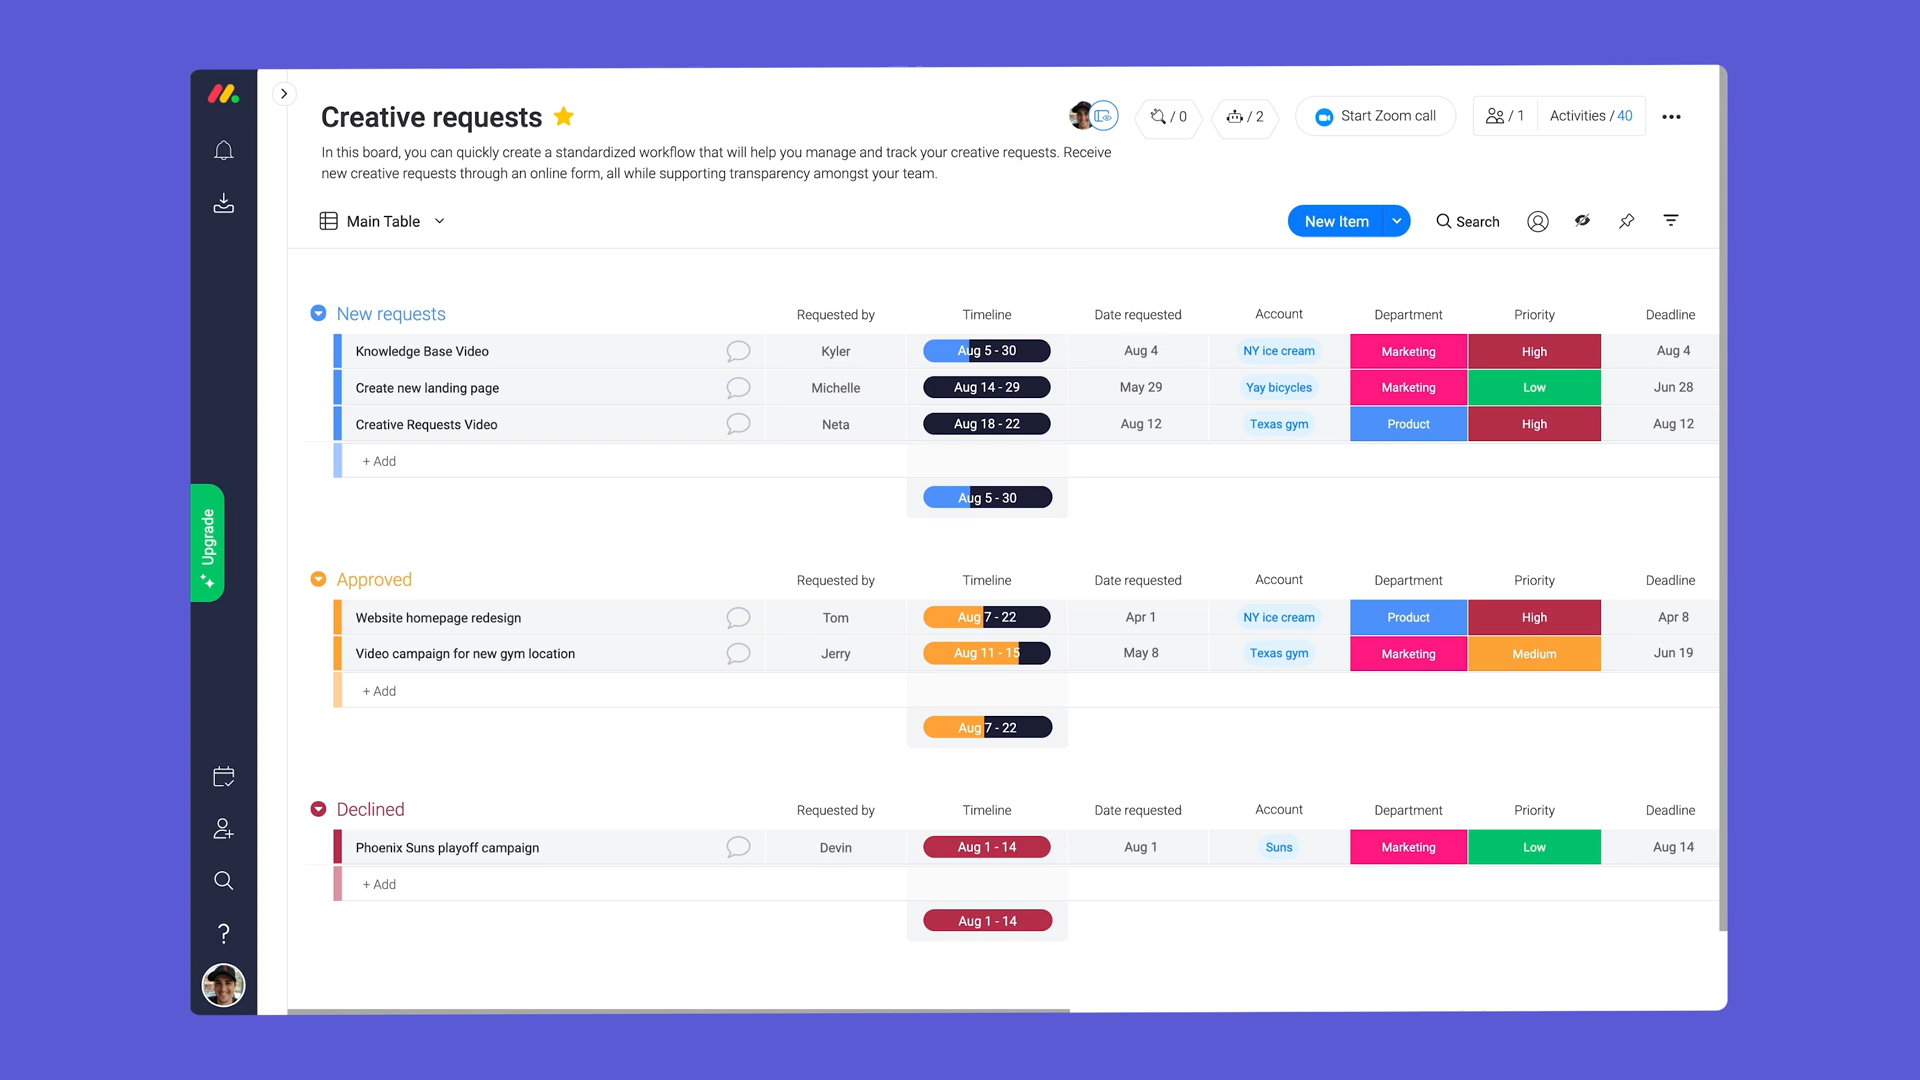 Creative requests
/ 0
/ 2
Start Zoom call
/ 1
Activities / 40
In this board, you can quickly create a standardized workflow that will help you manage and track your creative requests. Receive
new creative requests through an online form, all while supporting transparency amongst your team.
Main Table
New Item
Search
New requests Requested by Timeline Date requested Account Department Priority Deadline
Knowledge Base Video Kyler Aug 5 - 30 Aug 4 NY ice cream Marketing High Aug 4
Create new landing page Michelle Aug 14 - 29 May 29 Yay bicycles Marketing Low Jun 28
Creative Requests Video Neta Aug 18 - 22 Aug 12 Texas gym Product High Aug 12
+ Add
Aug 5 - 30
Upgrade
Approved Requested by Timeline Date requested Account Department Priority Deadline
Website homepage redesign Tom Aug 7 - 22 Apr 1 NY ice cream Product High Apr 8
Video campaign for new gym location Jerry Aug 11 - 15 May 8 Texas gym Marketing Medium Jun 19
+ Add
Aug 7 - 22
Declined Requested by Timeline Date requested Account Department Priority Deadline
Phoenix Suns playoff campaign Devin Aug 1 - 14 Aug 1 Suns Marketing Low Aug 14
+ Add
Aug 1 - 14